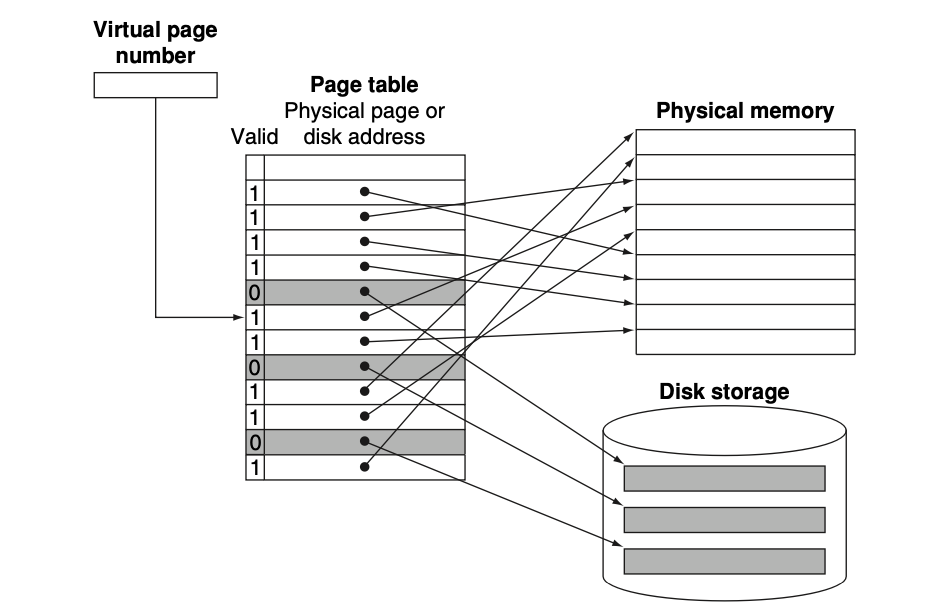 Virtual page
number
Page table
Physical page or
Valid disk address
Physical memory
1
1
1
1
0
1
1
0
1
1
0
1
Disk storage